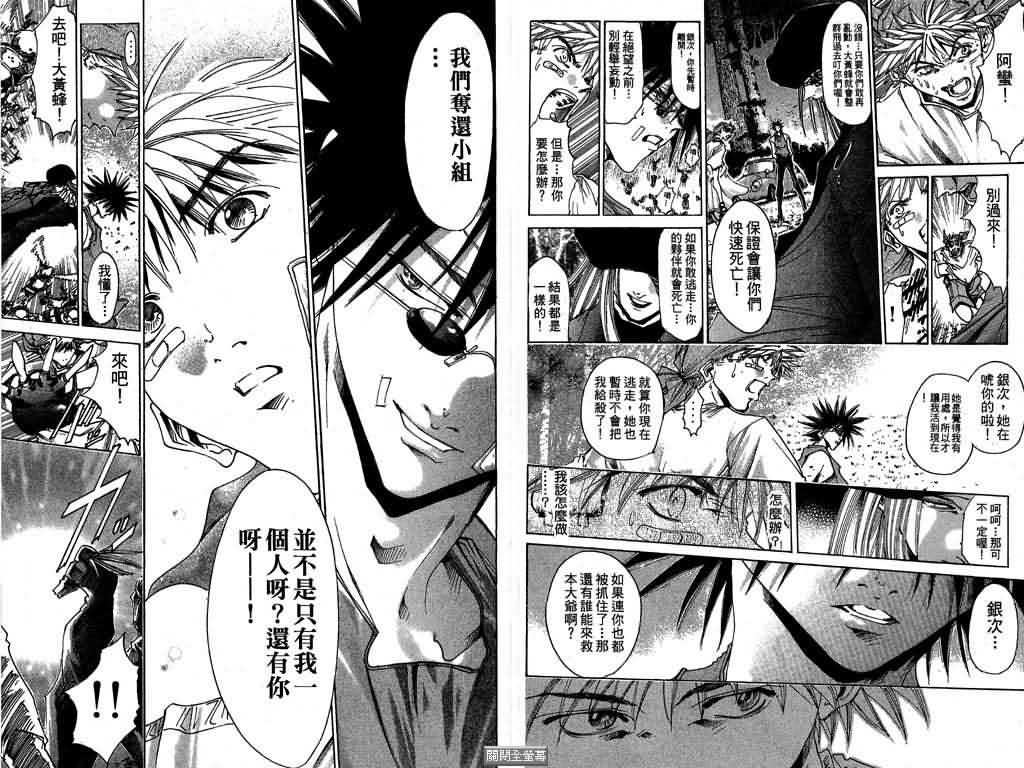 阿蠻！
沒錯…只要你們敢再
亂動，大黃蜂就會整
群飛過去叮你們喔！
銀次，你先暫時
離開！
在絕望之前…
別輕舉妄動！
但是…那你
要怎麼辦？
別過來！
保證會讓你們
快速死亡！
如果你敢逃走…你
的夥伴就會死亡…
結果都是
一樣的！
銀次，她在
唬你的啦！
她是覺得我有
用處，所以才
讓我活到現在
！
就算你現在
逃走，她也
暫時不會把
我給殺了！
…
呵呵…那可
不一定喔！
怎麼辦？
我該怎麼做
……？
銀次…
如果連你也都
被抓住了…那
還有誰能來救
本大爺啊？
我們奪還小組
…
並不是只有我一
個人呀？還有你
呀——！
…
去吧！大黃蜂！
我懂了…
來吧！
！！
關閉全螢幕